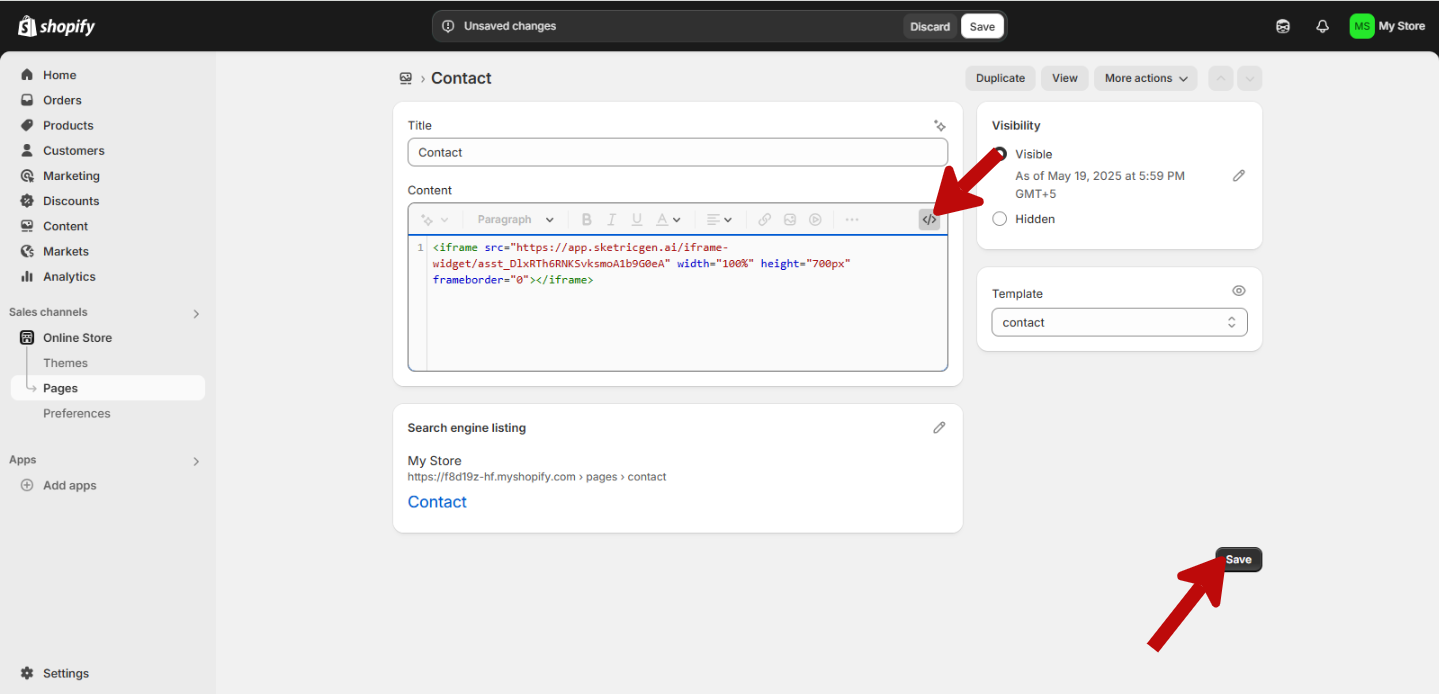 shopify
Unsaved changes
Discard
Save
MS
My Store
Home
Orders
Products
Customers
Marketing
Discounts
Content
Markets
Analytics
Sales channels
Online Store
Themes
Pages
Preferences
Apps
Add apps
Settings
Contact
Duplicate
View
More actions
Title
Contact
Content
Paragraph
B I U A
</>
1 <iframe src="https://app.sketricgen.ai/iframe-
widget/asst_DlxRTh6RNKSvksmoA1b9G0eA" width="100%" height="700px"
frameborder="0"></iframe>
Search engine listing
My Store
https://f8d19z-hf.myshopify.com › pages › contact
Contact
Visibility
Visible
As of May 19, 2025 at 5:59 PM
GMT+5
Hidden
Template
contact
Save